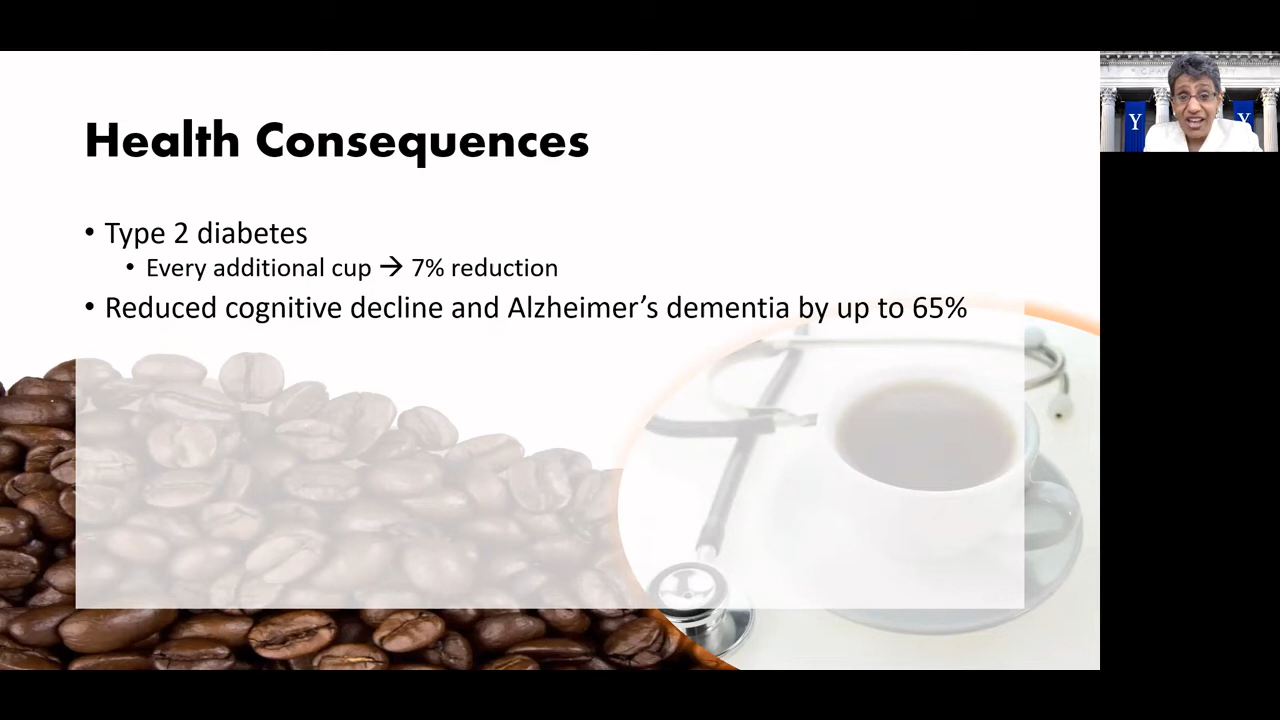 Health Consequences
• Type 2 diabetes
• Every additional cup → 7% reduction
• Reduced cognitive decline and Alzheimer’s dementia by up to 65%
Y
Y